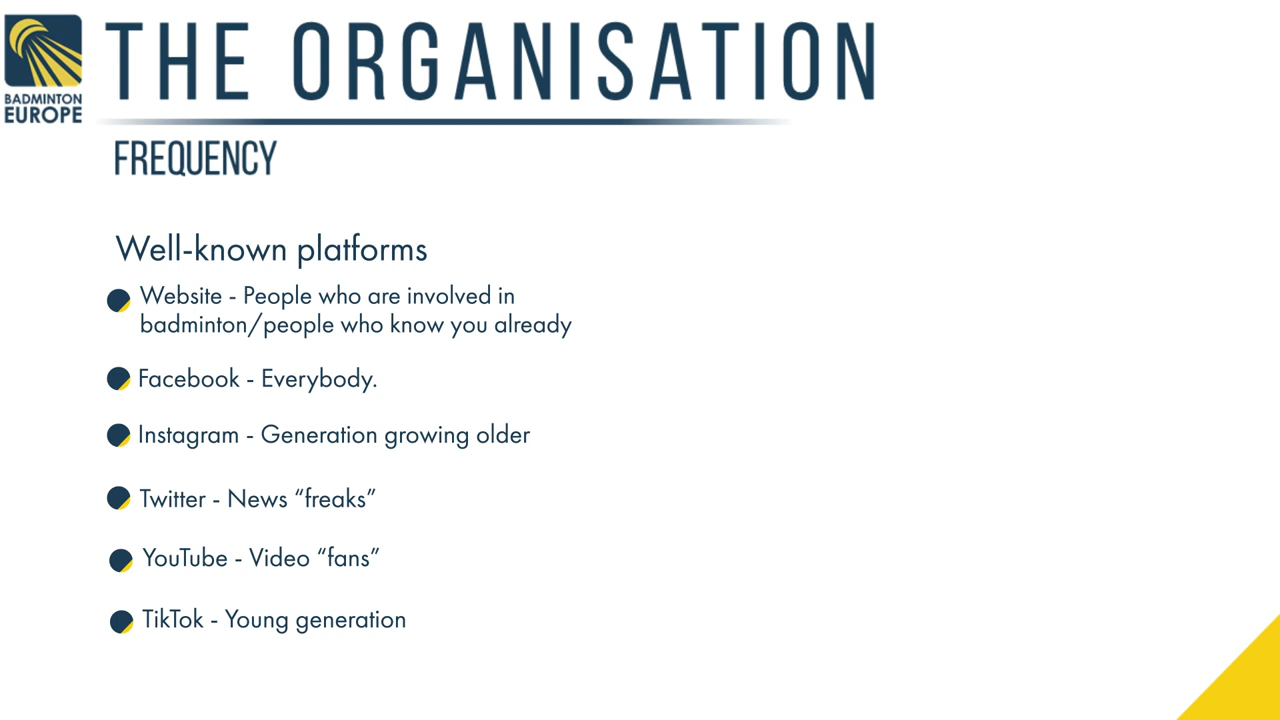 BADMINTON
EUROPE
THE ORGANISATION
FREQUENCY
Well-known platforms
Website - People who are involved in
badminton/people who know you already
Facebook - Everybody.
Instagram - Generation growing older
Twitter - News “freaks”
YouTube - Video “fans”
TikTok - Young generation